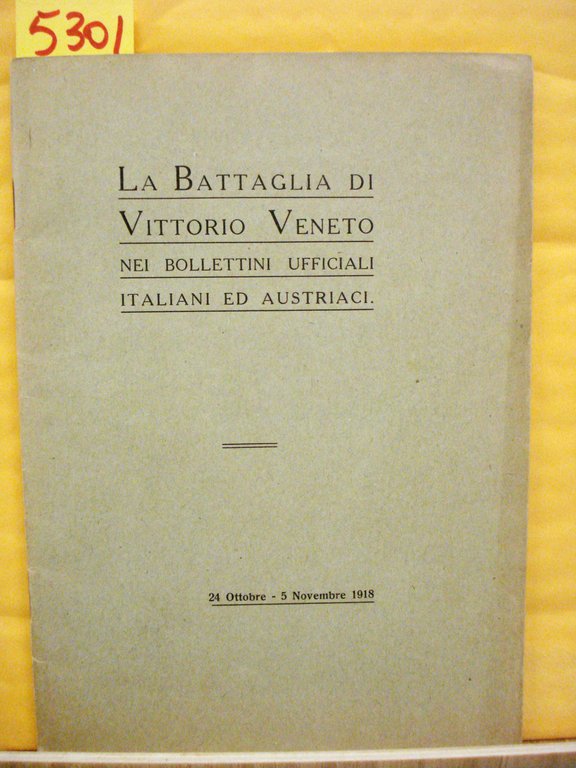 5301
LA BATTAGLIA DI
VITTORIO VENETO
NEI BOLLETTINI UFFICIALI
ITALIANI ED AUSTRIACI.
24 Ottobre - 5 Novembre 1918